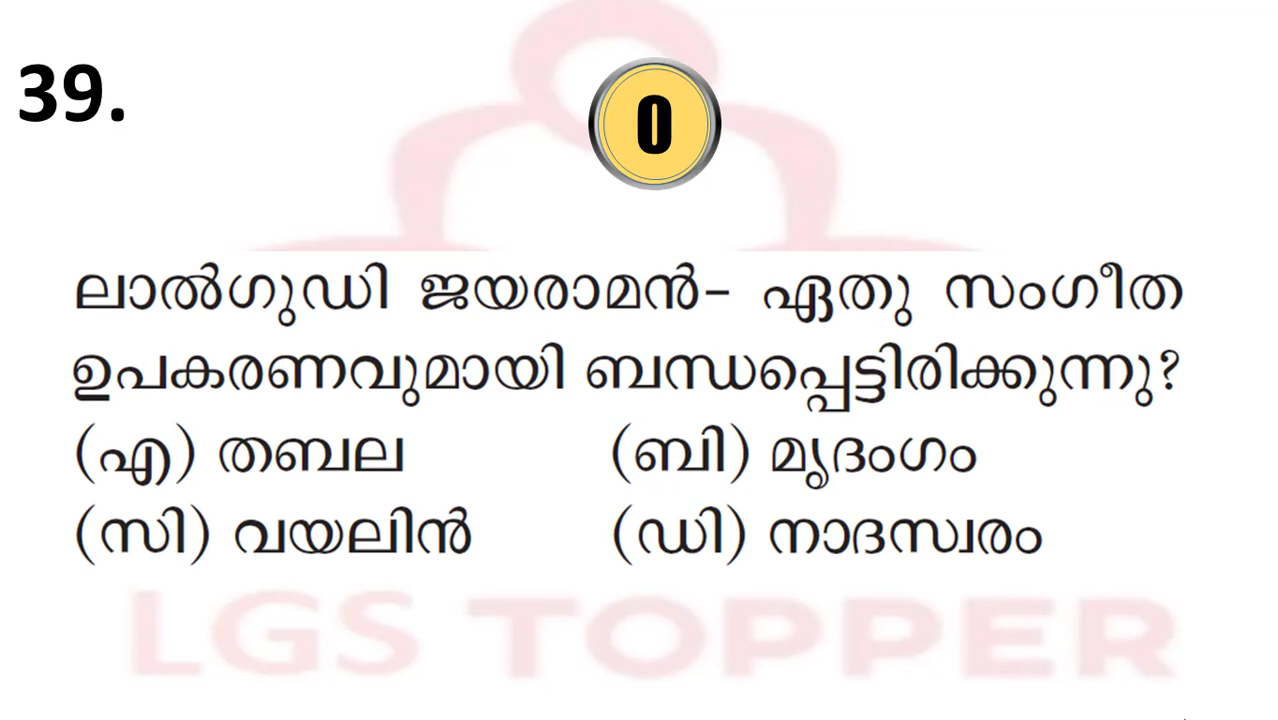 39.
0
ലാൽഗുഡി ജയരാമൻ- ഏതു സംഗീത
ഉപകരണവുമായി ബന്ധപ്പെട്ടിരിക്കുന്നു?
(എ) തബല (ബി) മൃദംഗം
(സി) വയലിൻ (ഡി) നാദസ്വരം
LGS TOPPER